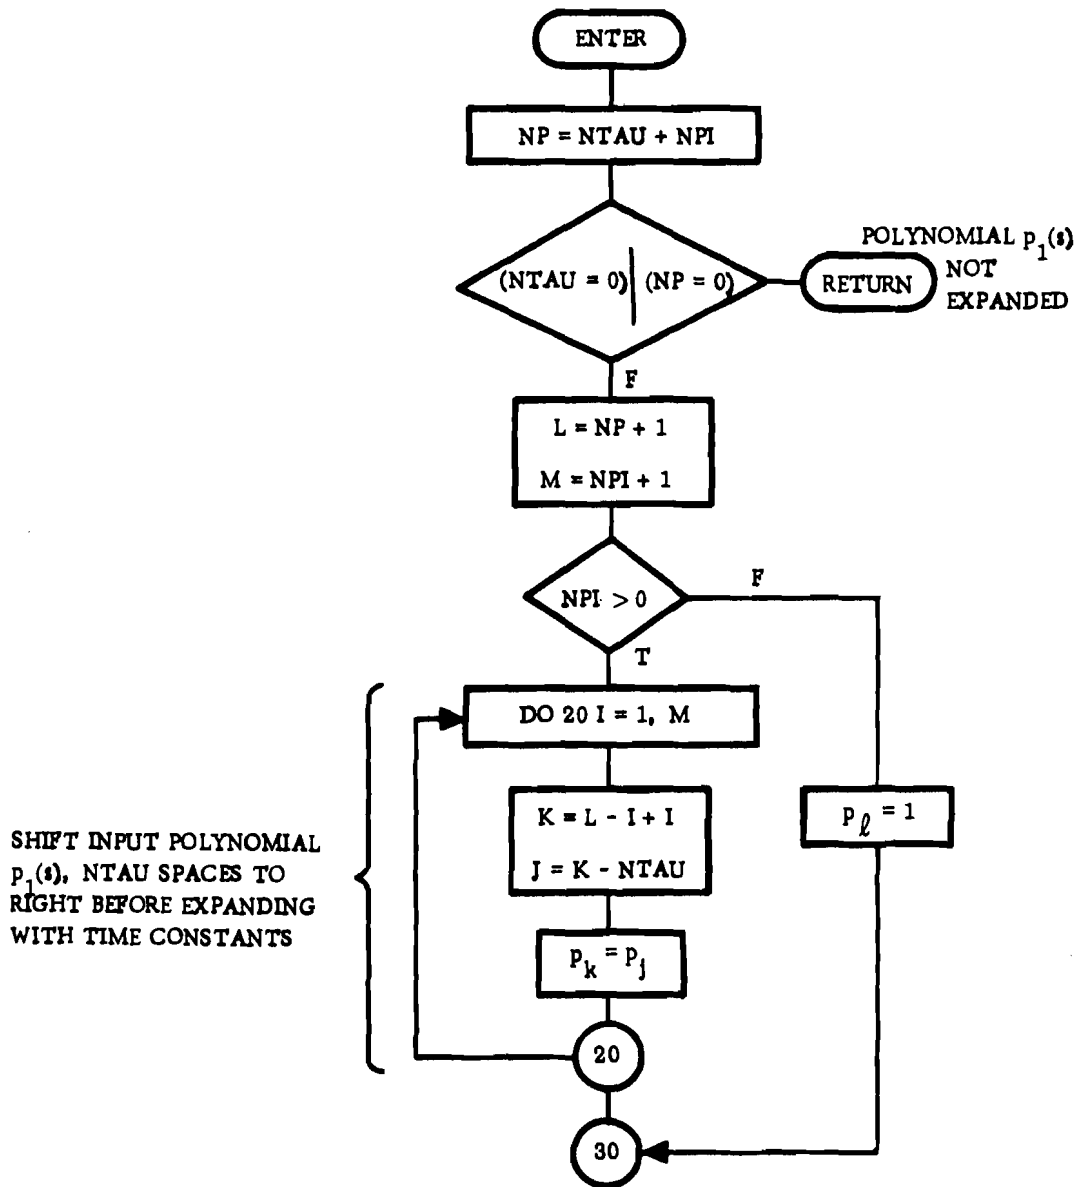 ENTER
NP = NTAU + NPI
(NTAU = 0) | (NP = 0)
RETURN
POLYNOMIAL p1(s)
NOT
EXPANDED
F
L = NP + 1
M = NPI + 1
NPI > 0
F
T
DO 20 I = 1, M
K = L - I + I
J = K - NTAU
pk = pj
pℓ = 1
SHIFT INPUT POLYNOMIAL
p1(s), NTAU SPACES TO
RIGHT BEFORE EXPANDING
WITH TIME CONSTANTS
20
30